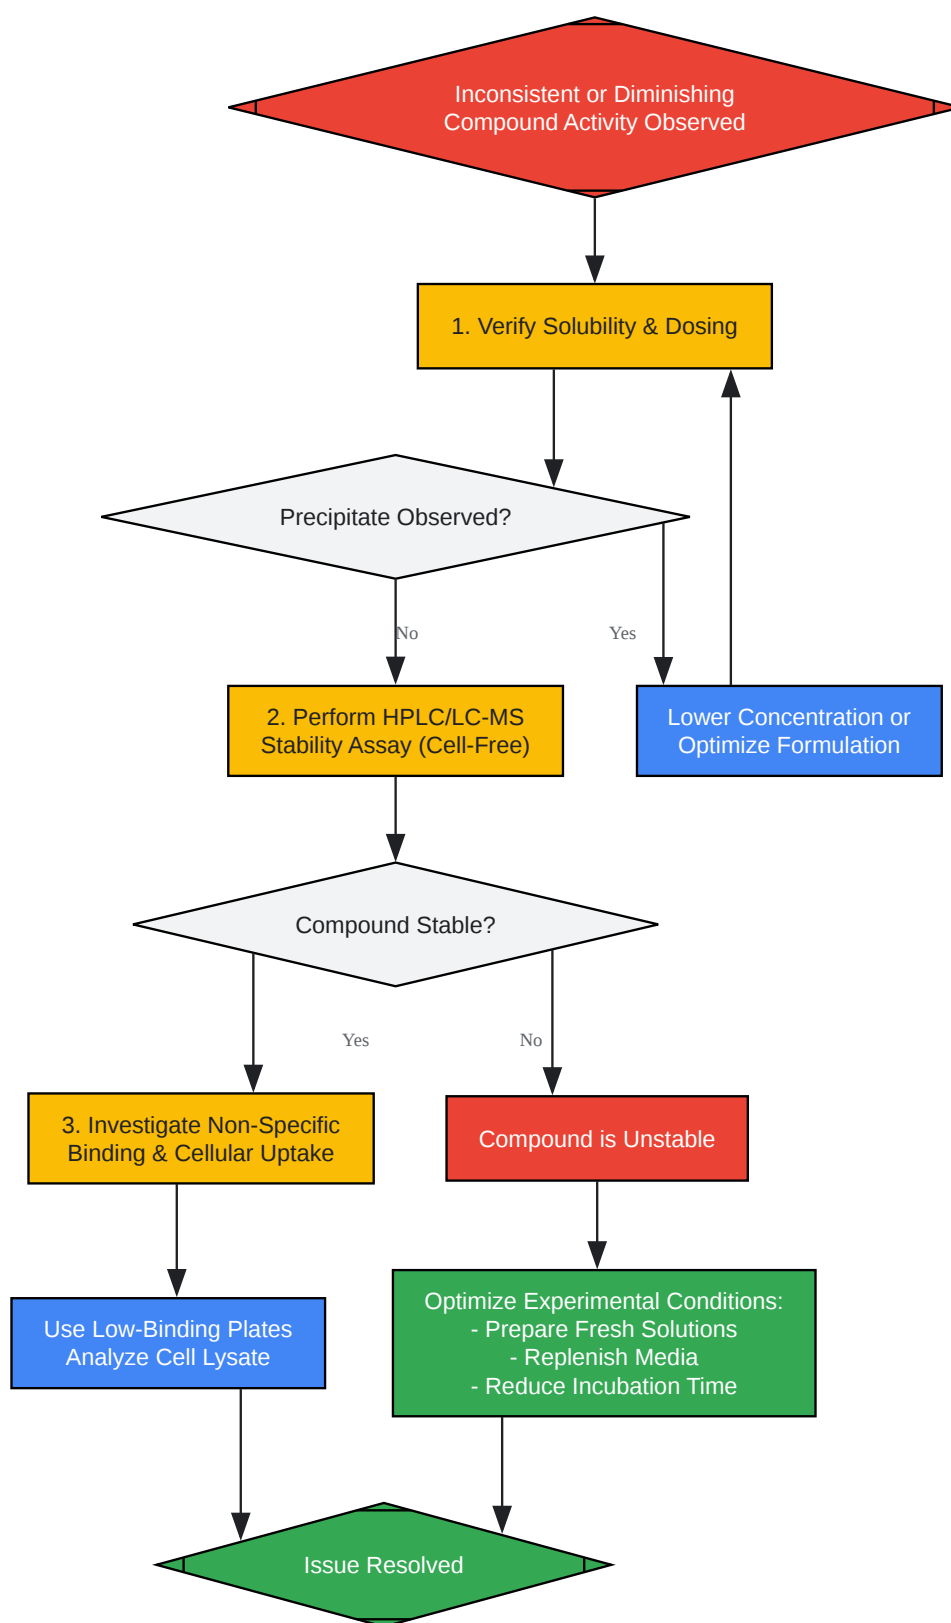 Inconsistent or Diminishing
Compound Activity Observed
1. Verify Solubility & Dosing
Precipitate Observed?
No
Yes
2. Perform HPLC/LC-MS
Stability Assay (Cell-Free)
Lower Concentration or
Optimize Formulation
Compound Stable?
Yes
No
3. Investigate Non-Specific
Binding & Cellular Uptake
Compound is Unstable
Use Low-Binding Plates
Analyze Cell Lysate
Optimize Experimental Conditions:
- Prepare Fresh Solutions
- Replenish Media
- Reduce Incubation Time
Issue Resolved